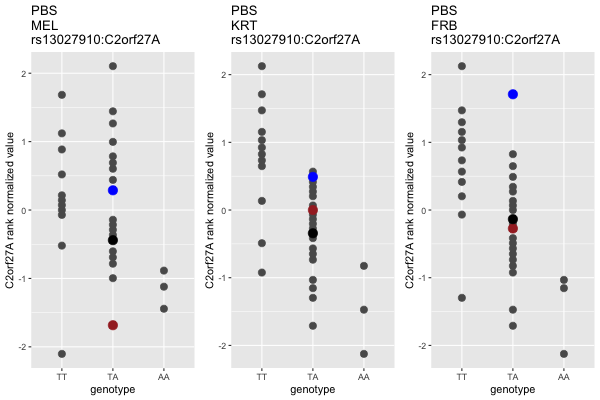 PBS
MEL
rs13027910:C2orf27A
C2orf27A rank normalized value
2
1
0
-1
-2
TT TA AA
genotype
PBS
KRT
rs13027910:C2orf27A
C2orf27A rank normalized value
2
1
0
-1
-2
TT TA AA
genotype
PBS
FRB
rs13027910:C2orf27A
C2orf27A rank normalized value
2
1
0
-1
-2
TT TA AA
genotype